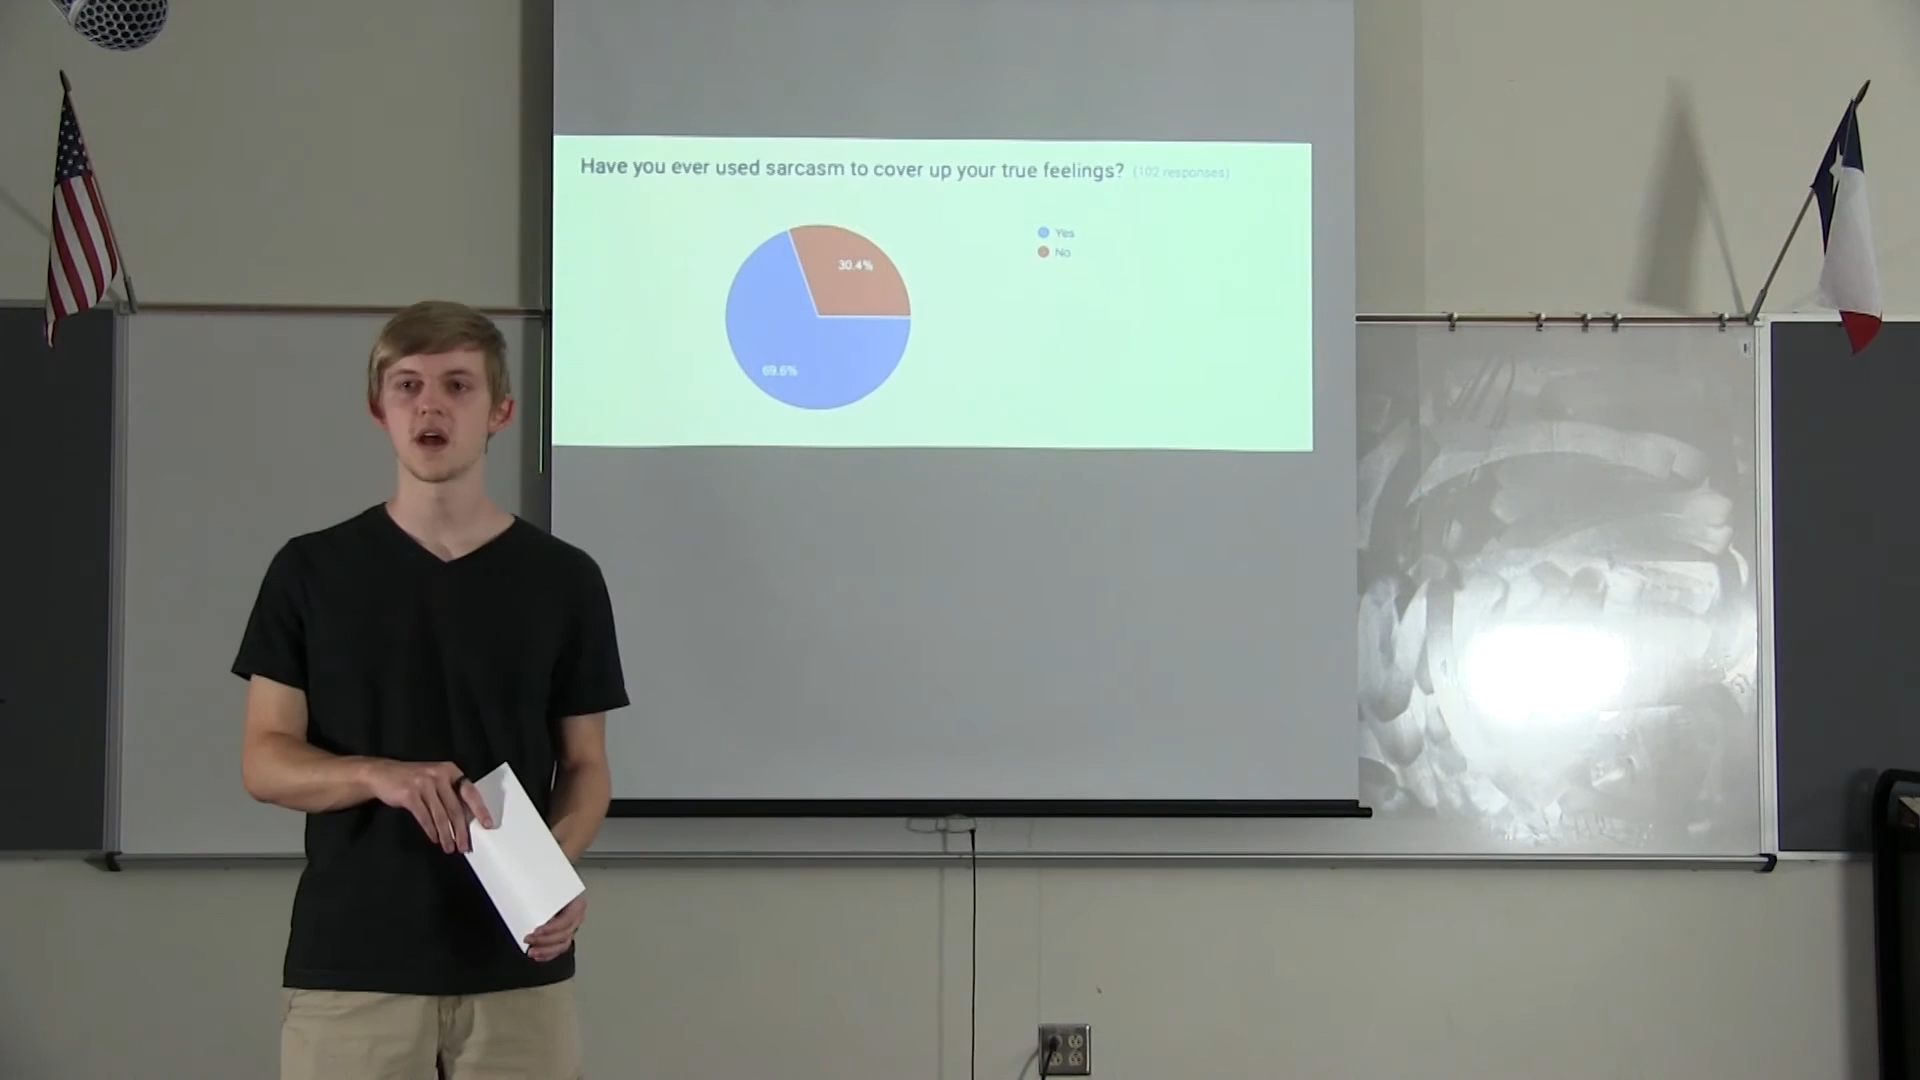 Have you ever used sarcasm to cover up your true feelings? (102 responses)
Yes
No
30.4%
69.6%